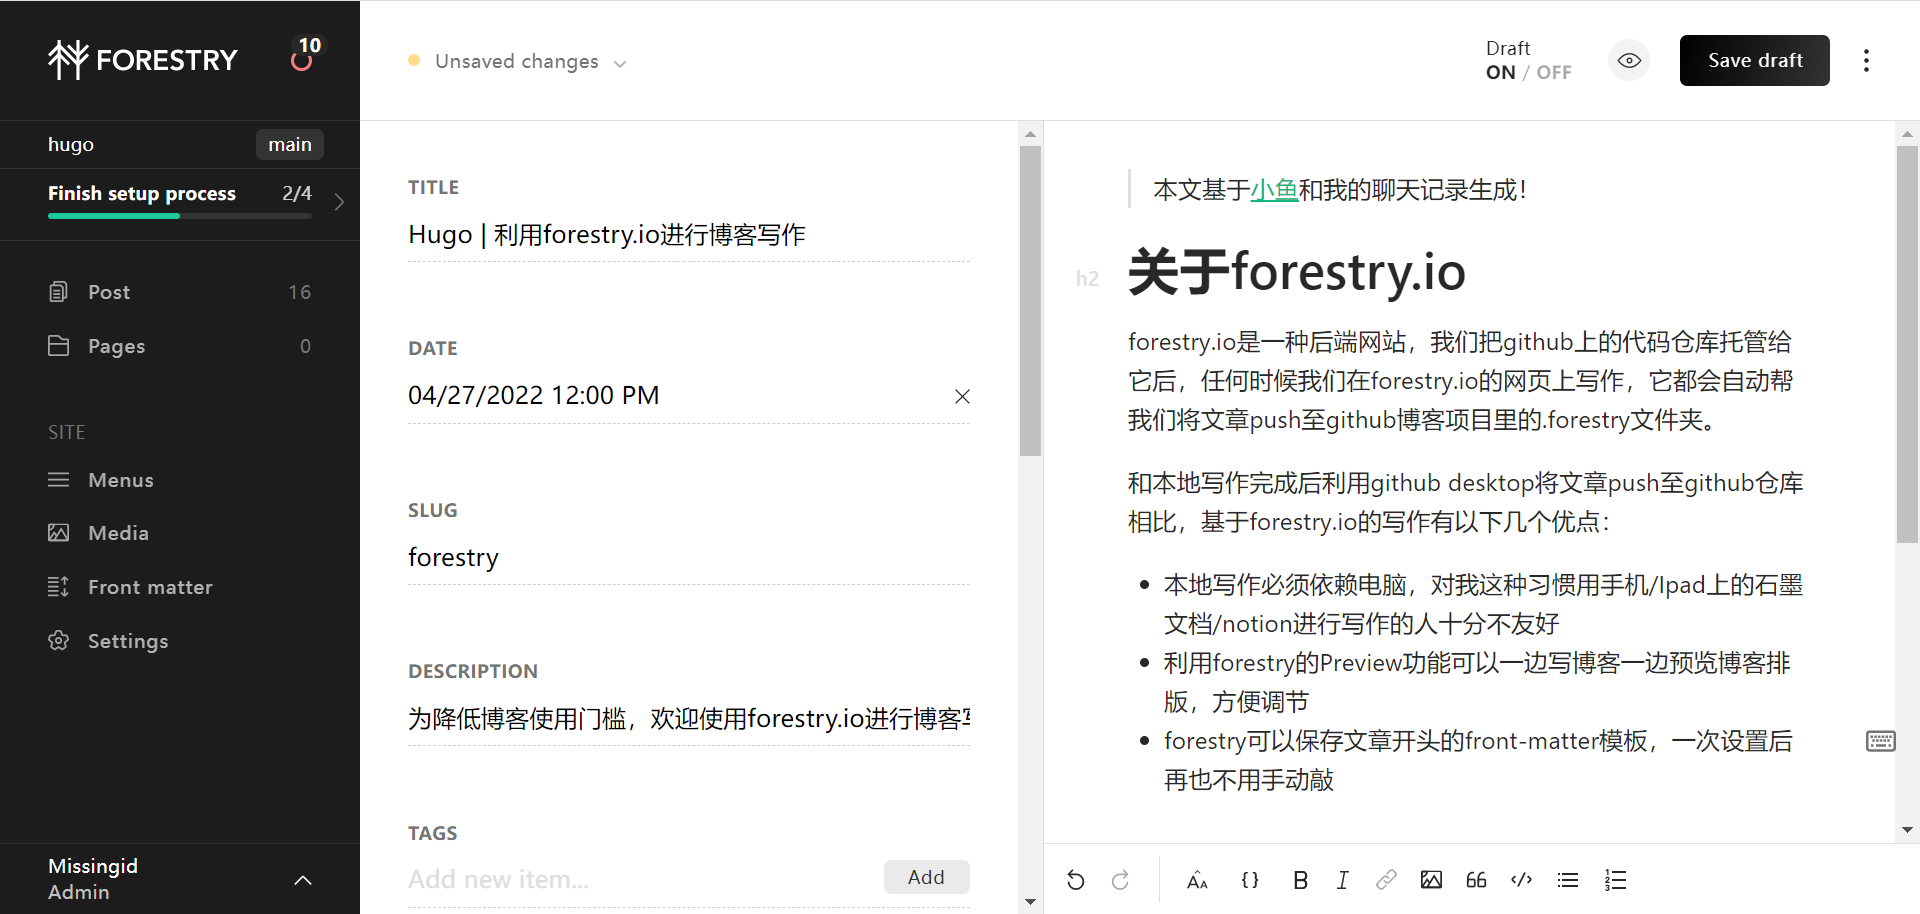 FORESTRY
10
hugo
main
Finish setup process
2/4
Post
16
Pages
0
SITE
Menus
Media
Front matter
Settings
Missingid
Admin
Unsaved changes
Draft
ON / OFF
Save draft
TITLE
Hugo | 利用forestry.io进行博客写作
DATE
04/27/2022 12:00 PM
SLUG
forestry
DESCRIPTION
为降低博客使用门槛，欢迎使用forestry.io进行博客写
TAGS
Add new item...
Add
本文基于小鱼和我的聊天记录生成！
h2
关于forestry.io
forestry.io是一种后端网站，我们把github上的代码仓库托管给
它后，任何时候我们在forestry.io的网页上写作，它都会自动帮
我们将文章push至github博客项目里的.forestry文件夹。
和本地写作完成后利用github desktop将文章push至github仓库
相比，基于forestry.io的写作有以下几个优点：
本地写作必须依赖电脑，对我这种习惯用手机/Ipad上的石墨
文档/notion进行写作的人十分不友好
利用forestry的Preview功能可以一边写博客一边预览博客排
版，方便调节
forestry可以保存文章开头的front-matter模板，一次设置后
再也不用手动敲